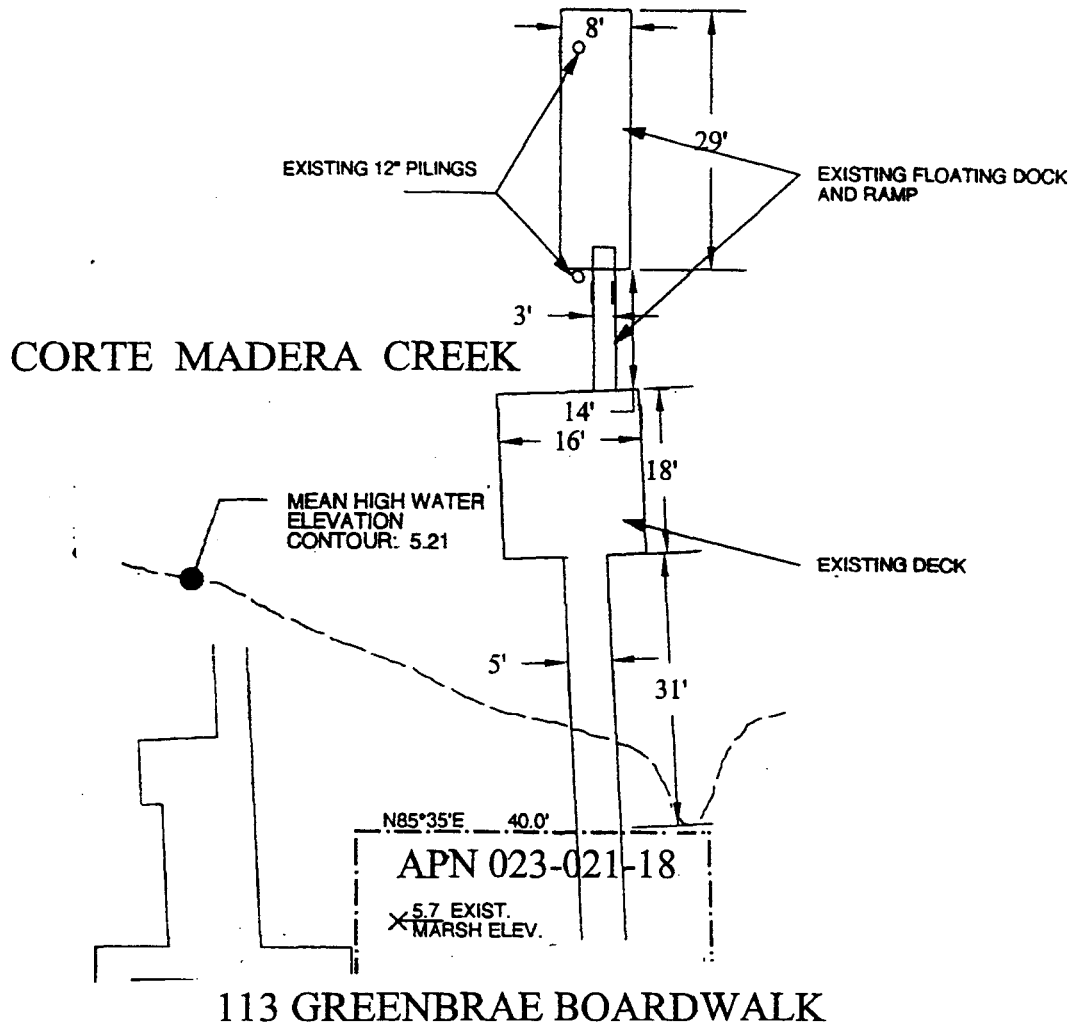 8'
29'
EXISTING 12" PILINGS
EXISTING FLOATING DOCK
AND RAMP
3'
CORTE MADERA CREEK
14'
16'
18'
MEAN HIGH WATER
ELEVATION
CONTOUR: 5.21
EXISTING DECK
5'
31'
N85°35'E 40.0'
APN 023-021-18
5.7 EXIST.
MARSH ELEV.
113 GREENBRAE BOARDWALK